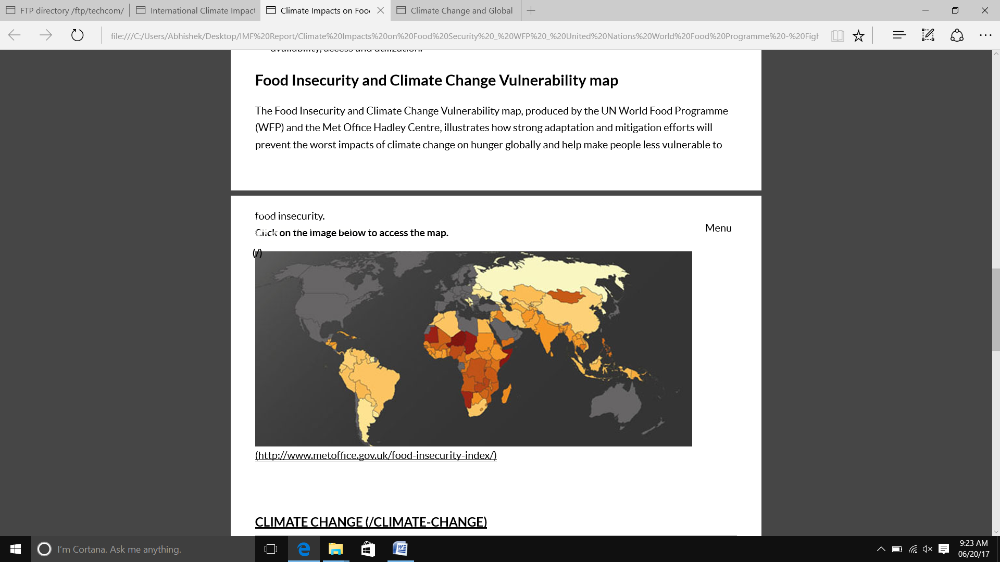 FTP directory /ftp/techcom/
International Climate Impact
Climate Impacts on Foo
Climate Change and Global
file:///C:/Users/Abhishek/Desktop/IMF%20Report/Climate%20Impacts%20on%20Food%20Security%20_%20WFP%20_%20United%20Nations%20World%20Food%20Programme%20-%20Figh
availability, access and utilization.
Food Insecurity and Climate Change Vulnerability map
The Food Insecurity and Climate Change Vulnerability map, produced by the UN World Food Programme
(WFP) and the Met Office Hadley Centre, illustrates how strong adaptation and mitigation efforts will
prevent the worst impacts of climate change on hunger globally and help make people less vulnerable to
food insecurity.
Menu
Click on the image below to access the map.
(/)
(http://www.metoffice.gov.uk/food-insecurity-index/)
CLIMATE CHANGE (/CLIMATE-CHANGE)
I'm Cortana. Ask me anything.
9:23 AM
06/20/17